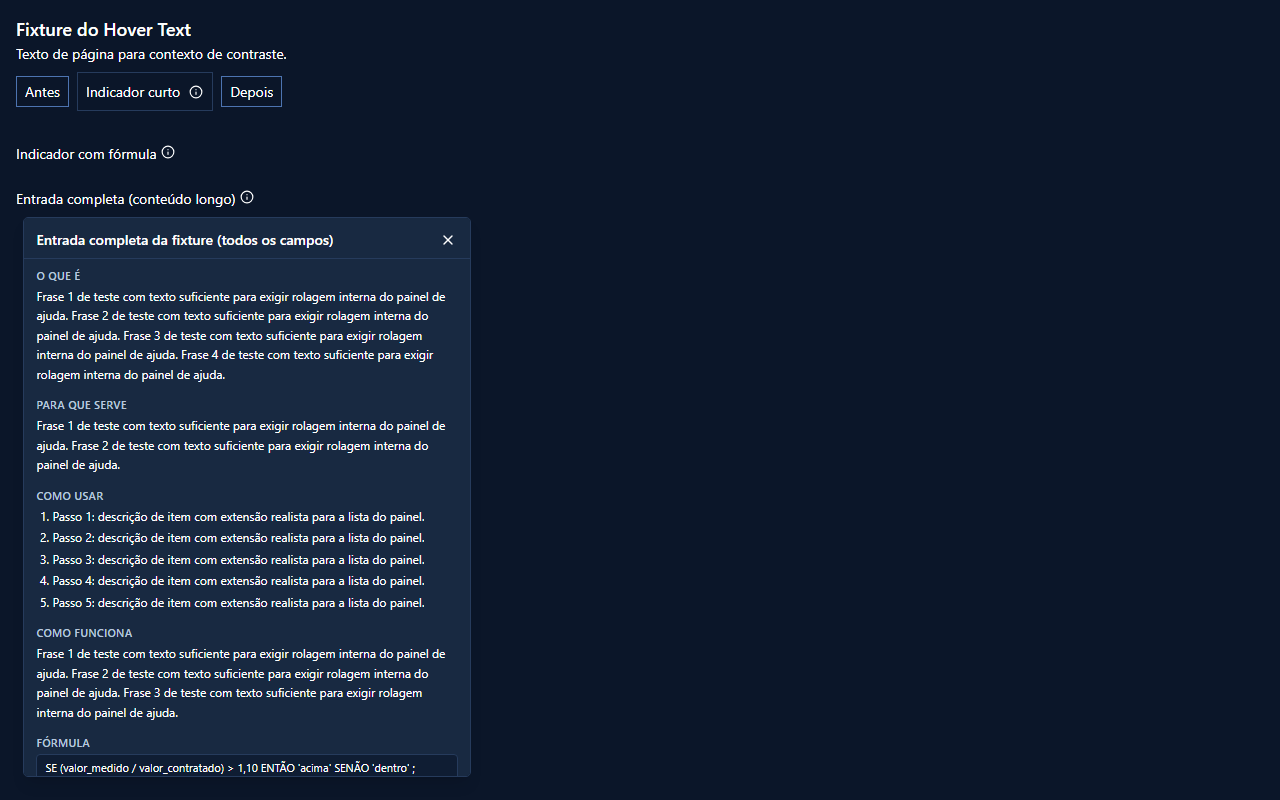 Fixture do Hover Text
Texto de página para contexto de contraste.
Antes
Indicador curto
Depois
Indicador com fórmula
Entrada completa (conteúdo longo)
Entrada completa da fixture (todos os campos)
O QUE É
Frase 1 de teste com texto suficiente para exigir rolagem interna do painel de
ajuda. Frase 2 de teste com texto suficiente para exigir rolagem interna do
painel de ajuda. Frase 3 de teste com texto suficiente para exigir rolagem
interna do painel de ajuda. Frase 4 de teste com texto suficiente para exigir
rolagem interna do painel de ajuda.
PARA QUE SERVE
Frase 1 de teste com texto suficiente para exigir rolagem interna do painel de
ajuda. Frase 2 de teste com texto suficiente para exigir rolagem interna do
painel de ajuda.
COMO USAR
1. Passo 1: descrição de item com extensão realista para a lista do painel.
2. Passo 2: descrição de item com extensão realista para a lista do painel.
3. Passo 3: descrição de item com extensão realista para a lista do painel.
4. Passo 4: descrição de item com extensão realista para a lista do painel.
5. Passo 5: descrição de item com extensão realista para a lista do painel.
COMO FUNCIONA
Frase 1 de teste com texto suficiente para exigir rolagem interna do painel de
ajuda. Frase 2 de teste com texto suficiente para exigir rolagem interna do
painel de ajuda. Frase 3 de teste com texto suficiente para exigir rolagem
interna do painel de ajuda.
FÓRMULA
SE (valor_medido / valor_contratado) > 1,10 ENTÃO 'acima' SENÃO 'dentro' ;